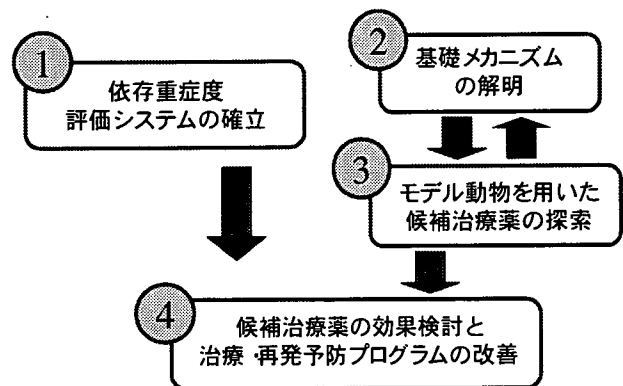 1
依存重症度
評価システムの確立
2
基礎メカニズム
の解明
3
モデル動物を用いた
候補治療薬の探索
4
候補治療薬の効果検討と
治療・再発予防プログラムの改善